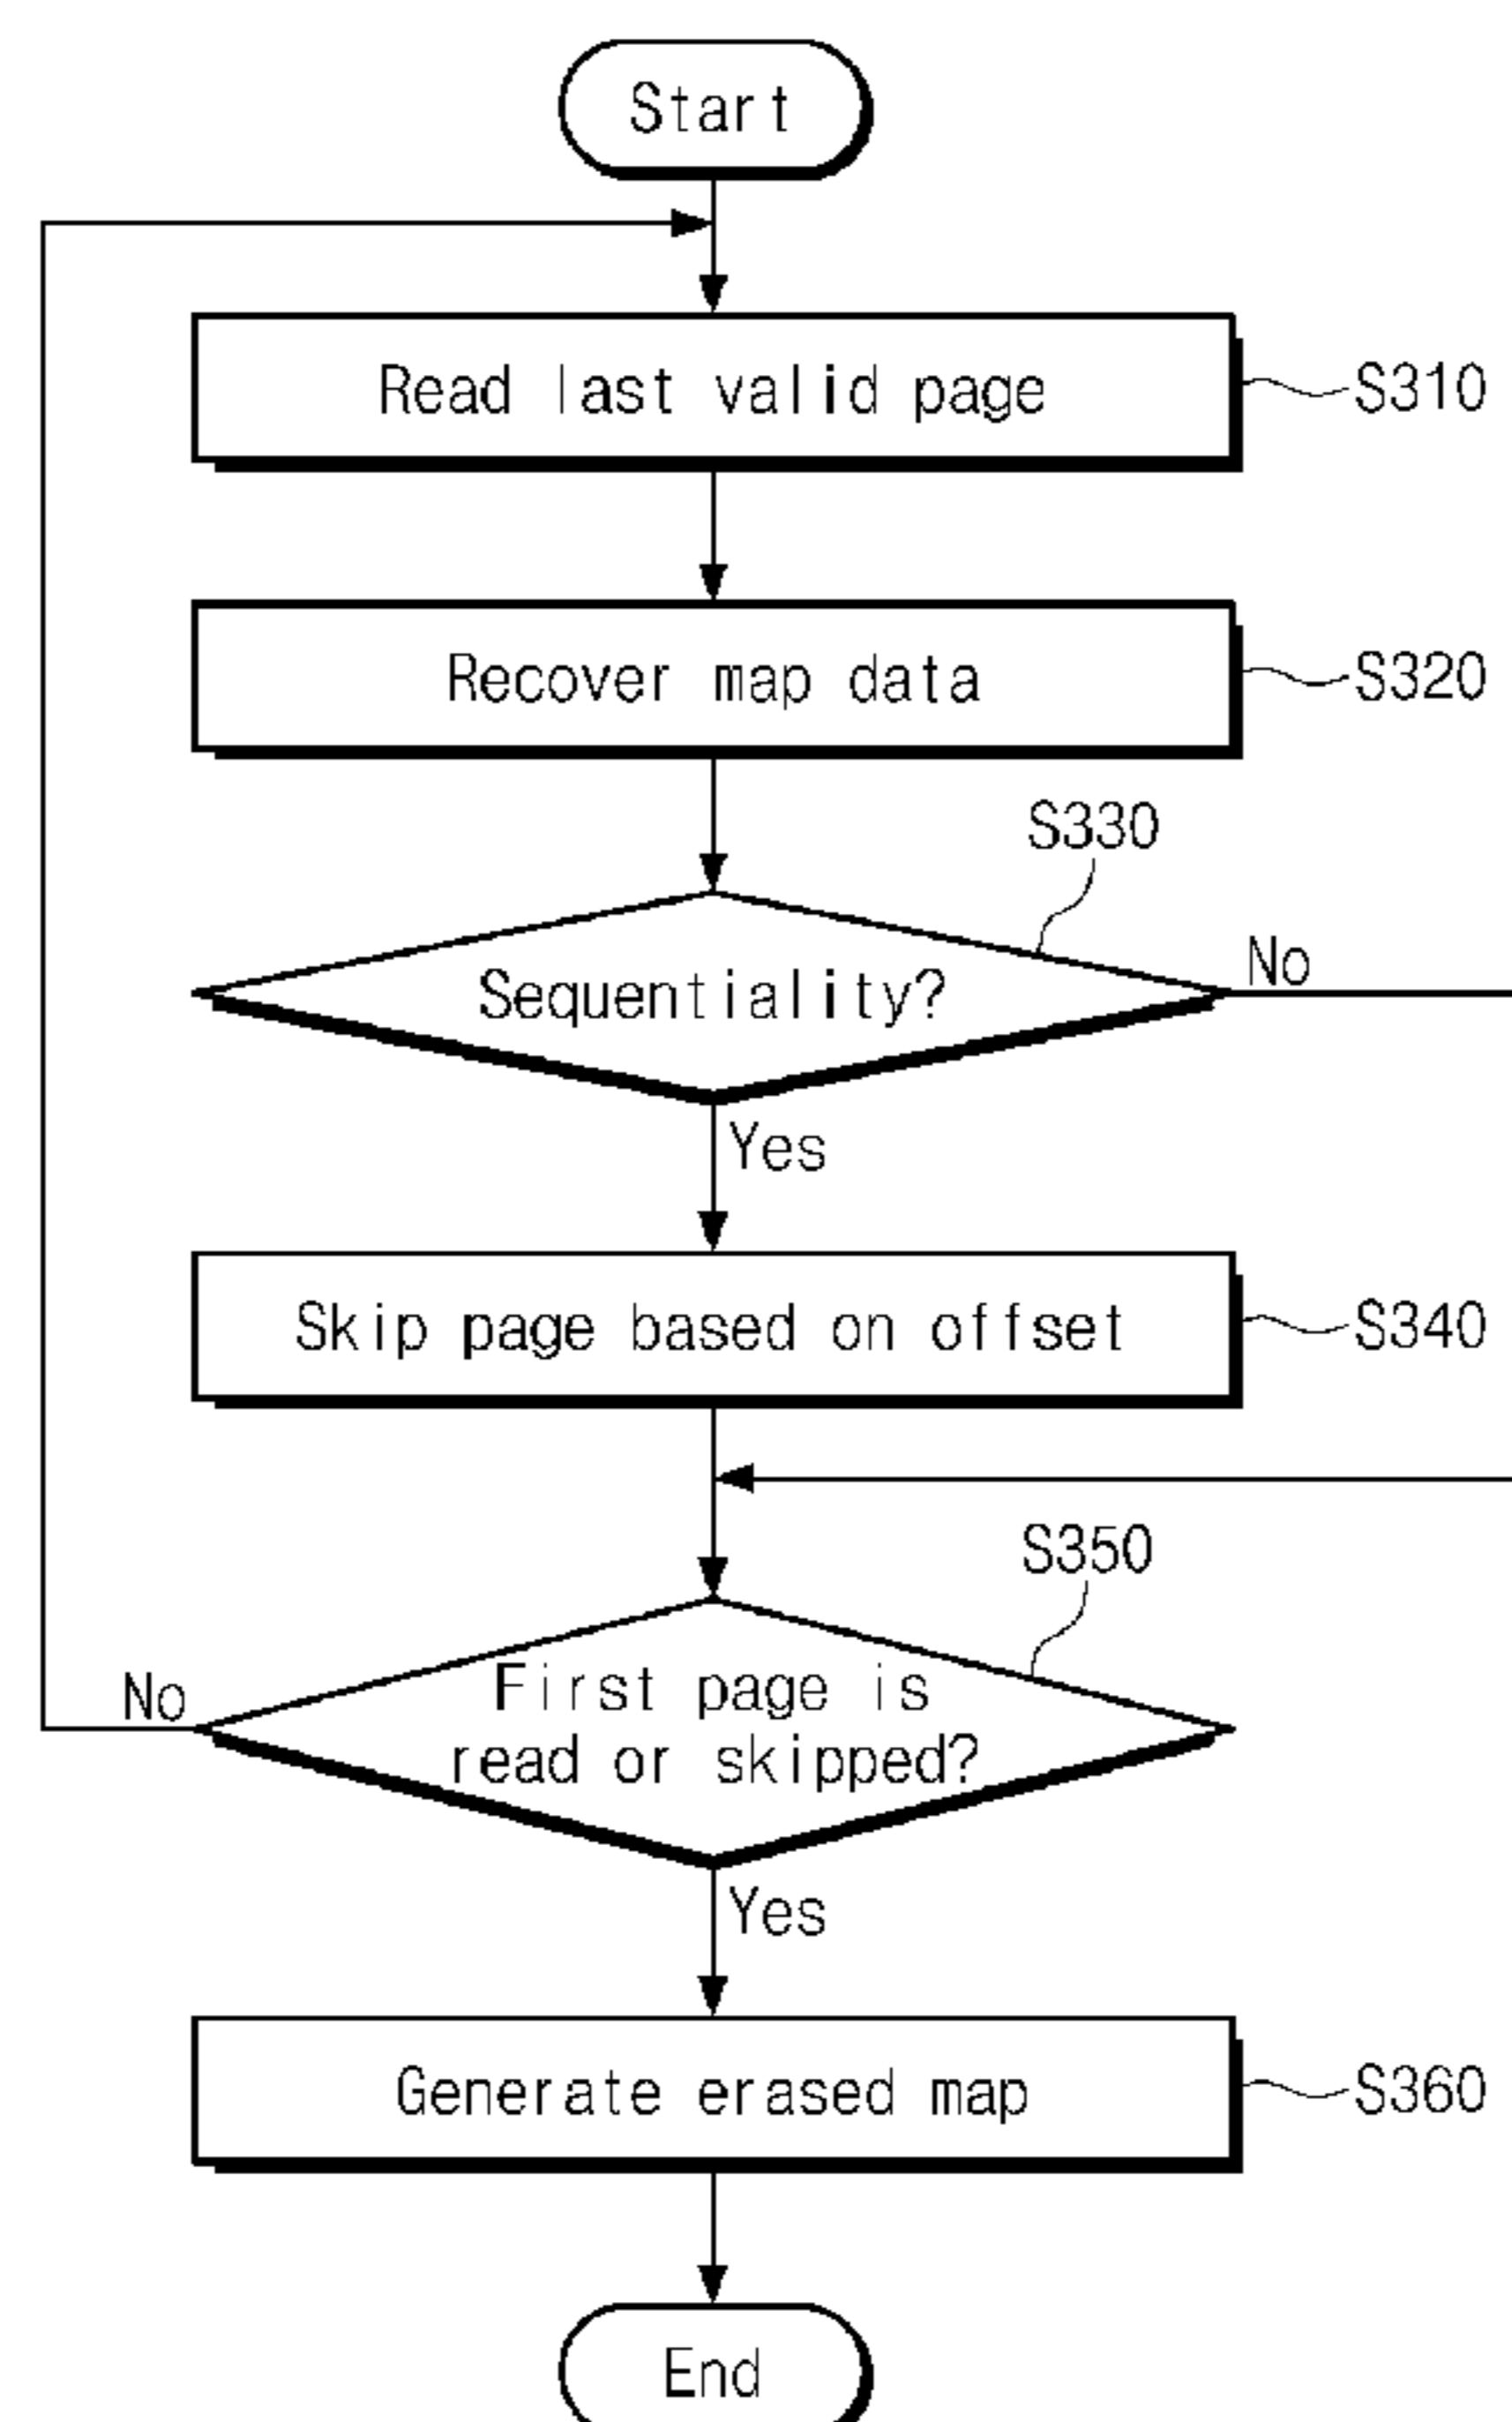 Start
Read last valid page
S310
Recover map data
S320
S330
Sequentiality?
No
Yes
Skip page based on offset
S340
S350
First page is
read or skipped?
No
Yes
Generate erased map
S360
End